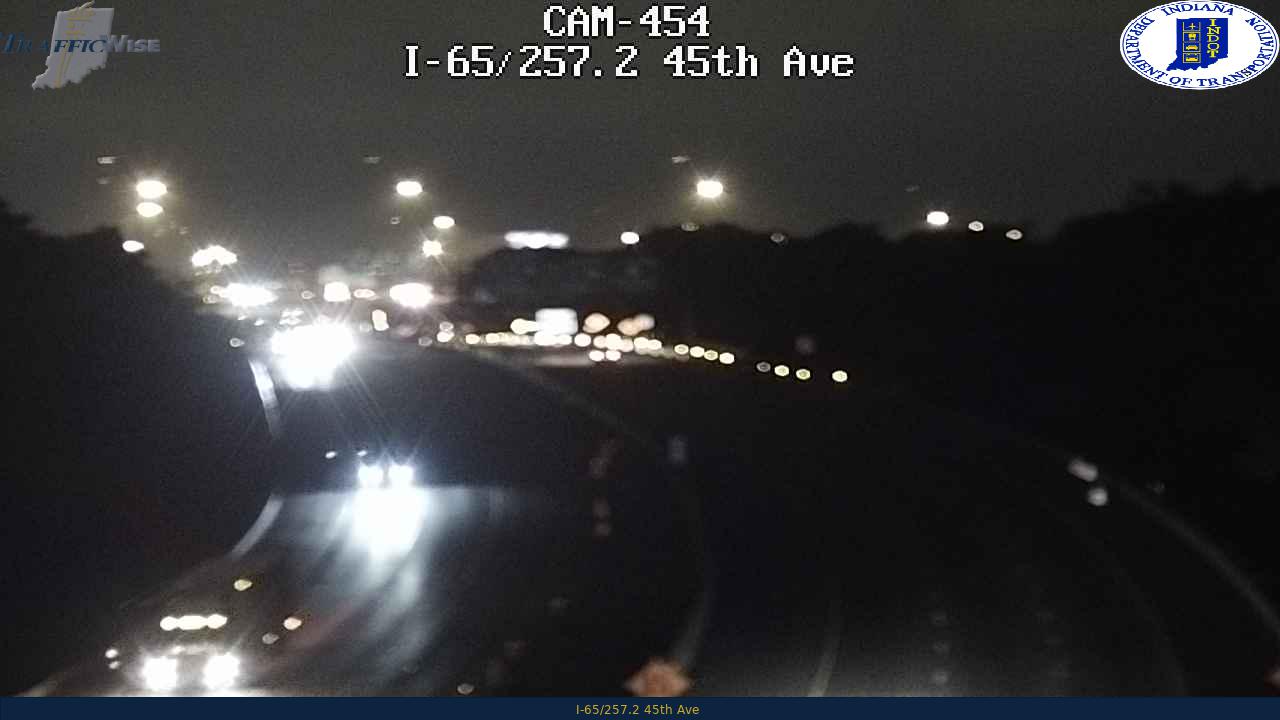 CAM-454
I-65/257.2 45th Ave
TRAFFICWISE
INDIANA
DEPARTMENT OF TRANSPORTATION
INDOT
I-65/257.2 45th Ave